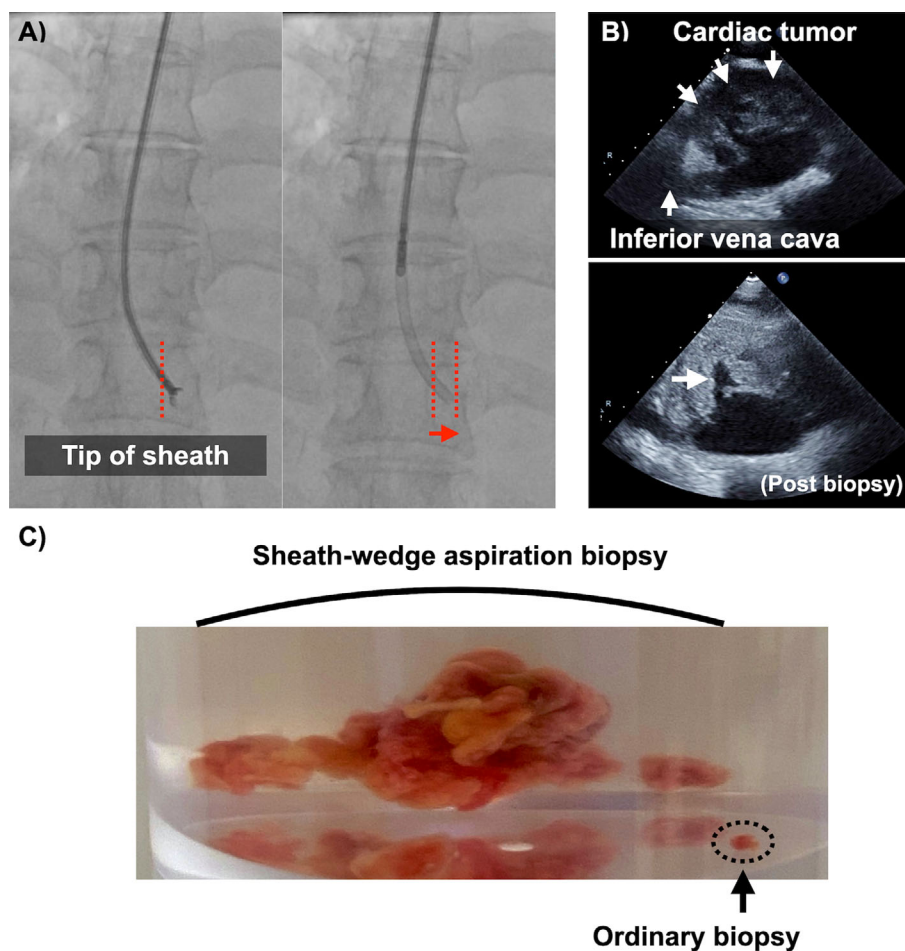 A)
Tip of sheath
B)
Cardiac tumor
R
Inferior vena cava
R
(Post biopsy)
C)
Sheath-wedge aspiration biopsy
Ordinary biopsy